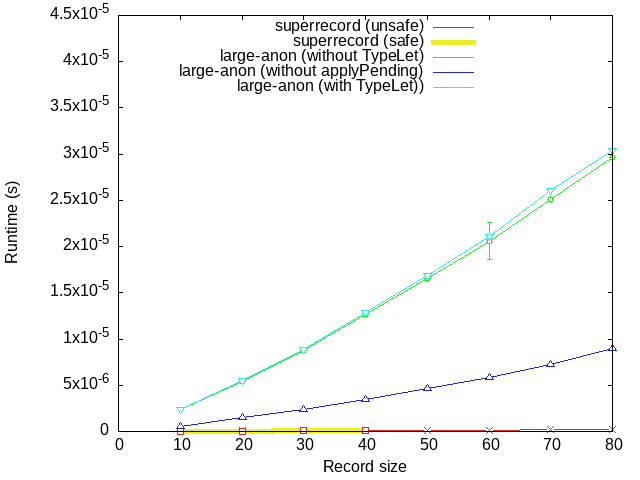 superrecord (unsafe)
superrecord (safe)
large-anon (without TypeLet)
large-anon (without applyPending)
large-anon (with TypeLet))
4.5x10-5
4x10-5
3.5x10-5
3x10-5
2.5x10-5
2x10-5
1.5x10-5
1x10-5
5x10-6
0
Runtime (s)
0 10 20 30 40 50 60 70 80
Record size